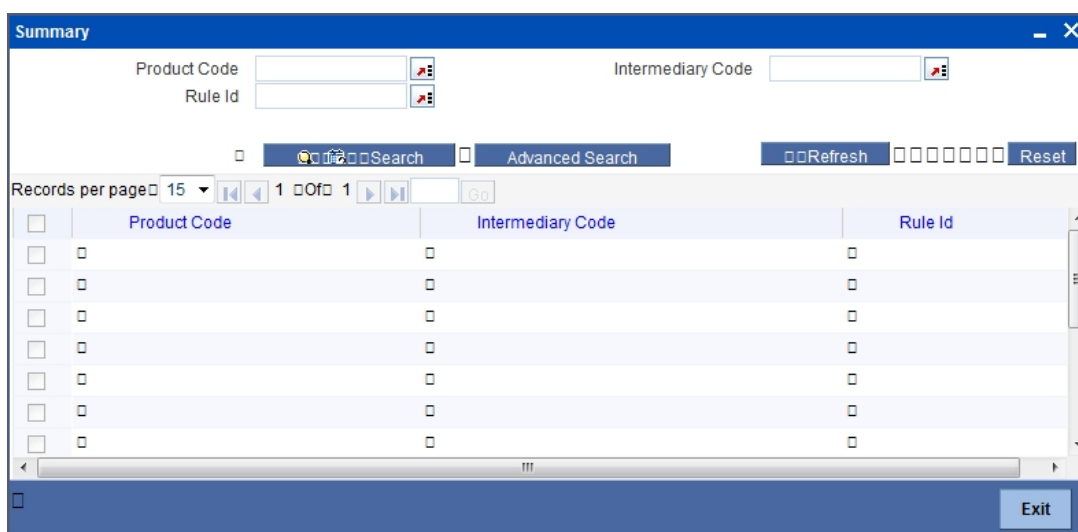 Summary
Product Code Intermediary Code
Rule Id
Search Advanced Search Refresh Reset
Records per page 15 1 Of 1 Go
Product Code Intermediary Code Rule Id
Exit